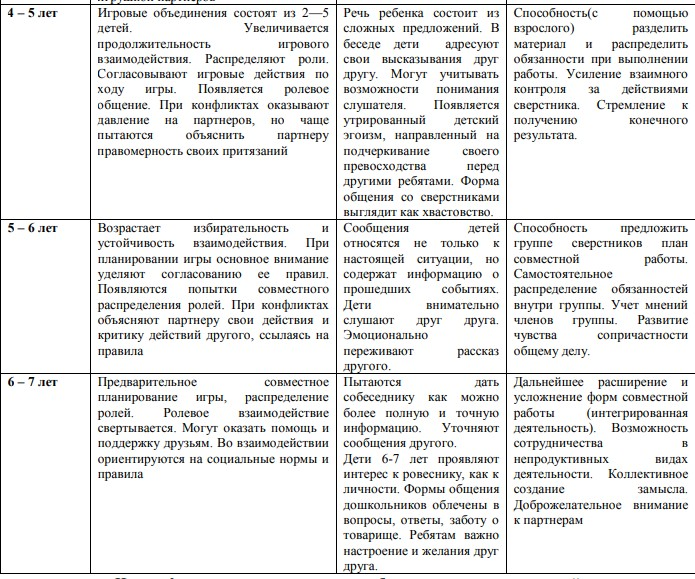 4 – 5 лет
Игровые объединения состоят из 2—5
детей. Увеличивается
продолжительность игрового
взаимодействия. Распределяют роли.
Согласовывают игровые действия по
ходу игры. Появляется ролевое
общение. При конфликтах оказывают
давление на партнеров, но чаще
пытаются объяснить партнеру
правомерность своих притязаний
Речь ребенка состоит из
сложных предложений. В
беседе дети адресуют
свои высказывания друг
другу. Могут учитывать
возможности понимания
слушателя. Появляется
утрированный детский
эгоизм, направленный на
подчеркивание своего
превосходства перед
другими ребятами. Форма
общения со сверстниками
выглядит как хвастовство.
Способность(с помощью
взрослого) разделить
материал и распределить
обязанности при выполнении
работы. Усиление взаимного
контроля за действиями
сверстника. Стремление к
получению конечного
результата.
5 – 6 лет
Возрастает избирательность и
устойчивость взаимодействия. При
планировании игры основное внимание
уделяют согласованию ее правил.
Появляются попытки совместного
распределения ролей. При конфликтах
объясняют партнеру свои действия и
критику действий другого, ссылаясь на
правила
Сообщения детей
относятся не только к
настоящей ситуации, но
содержат информацию о
прошедших событиях.
Дети внимательно
слушают друг друга.
Эмоционально
переживают рассказ
другого.
Способность предложить
группе сверстников план
совместной работы.
Самостоятельное
распределение обязанностей
внутри группы. Учет мнений
членов группы. Развитие
чувства сопричастности
общему делу.
6 – 7 лет
Предварительное совместное
планирование игры, распределение
ролей. Ролевое взаимодействие
свертывается. Могут оказать помощь и
поддержку друзьям. Во взаимодействии
ориентируются на социальные нормы и
правила
Пытаются дать
собеседнику как можно
более полную и точную
информацию. Уточняют
сообщения другого.
Дети 6-7 лет проявляют
интерес к ровеснику, как к
личности. Формы общения
дошкольников облечены в
вопросы, ответы, заботу о
товарище. Ребятам важно
настроение и желания друг
друга.
Дальнейшее расширение и
усложнение форм совместной
работы (интегрированная
деятельность). Возможность
сотрудничества в
непродуктивных видах
деятельности. Коллективное
создание замысла.
Доброжелательное внимание
к партнерам